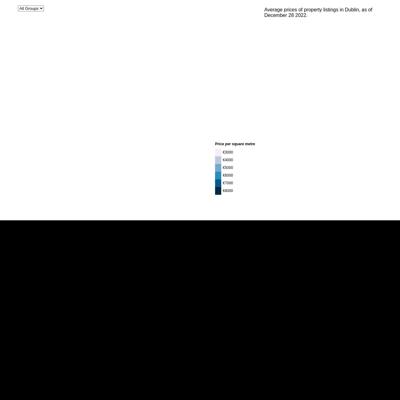 All Groups
Average prices of property listings in Dublin, as of
December 28 2022.
Price per square metre
€3000
€4000
€5000
€6000
€7000
€8000